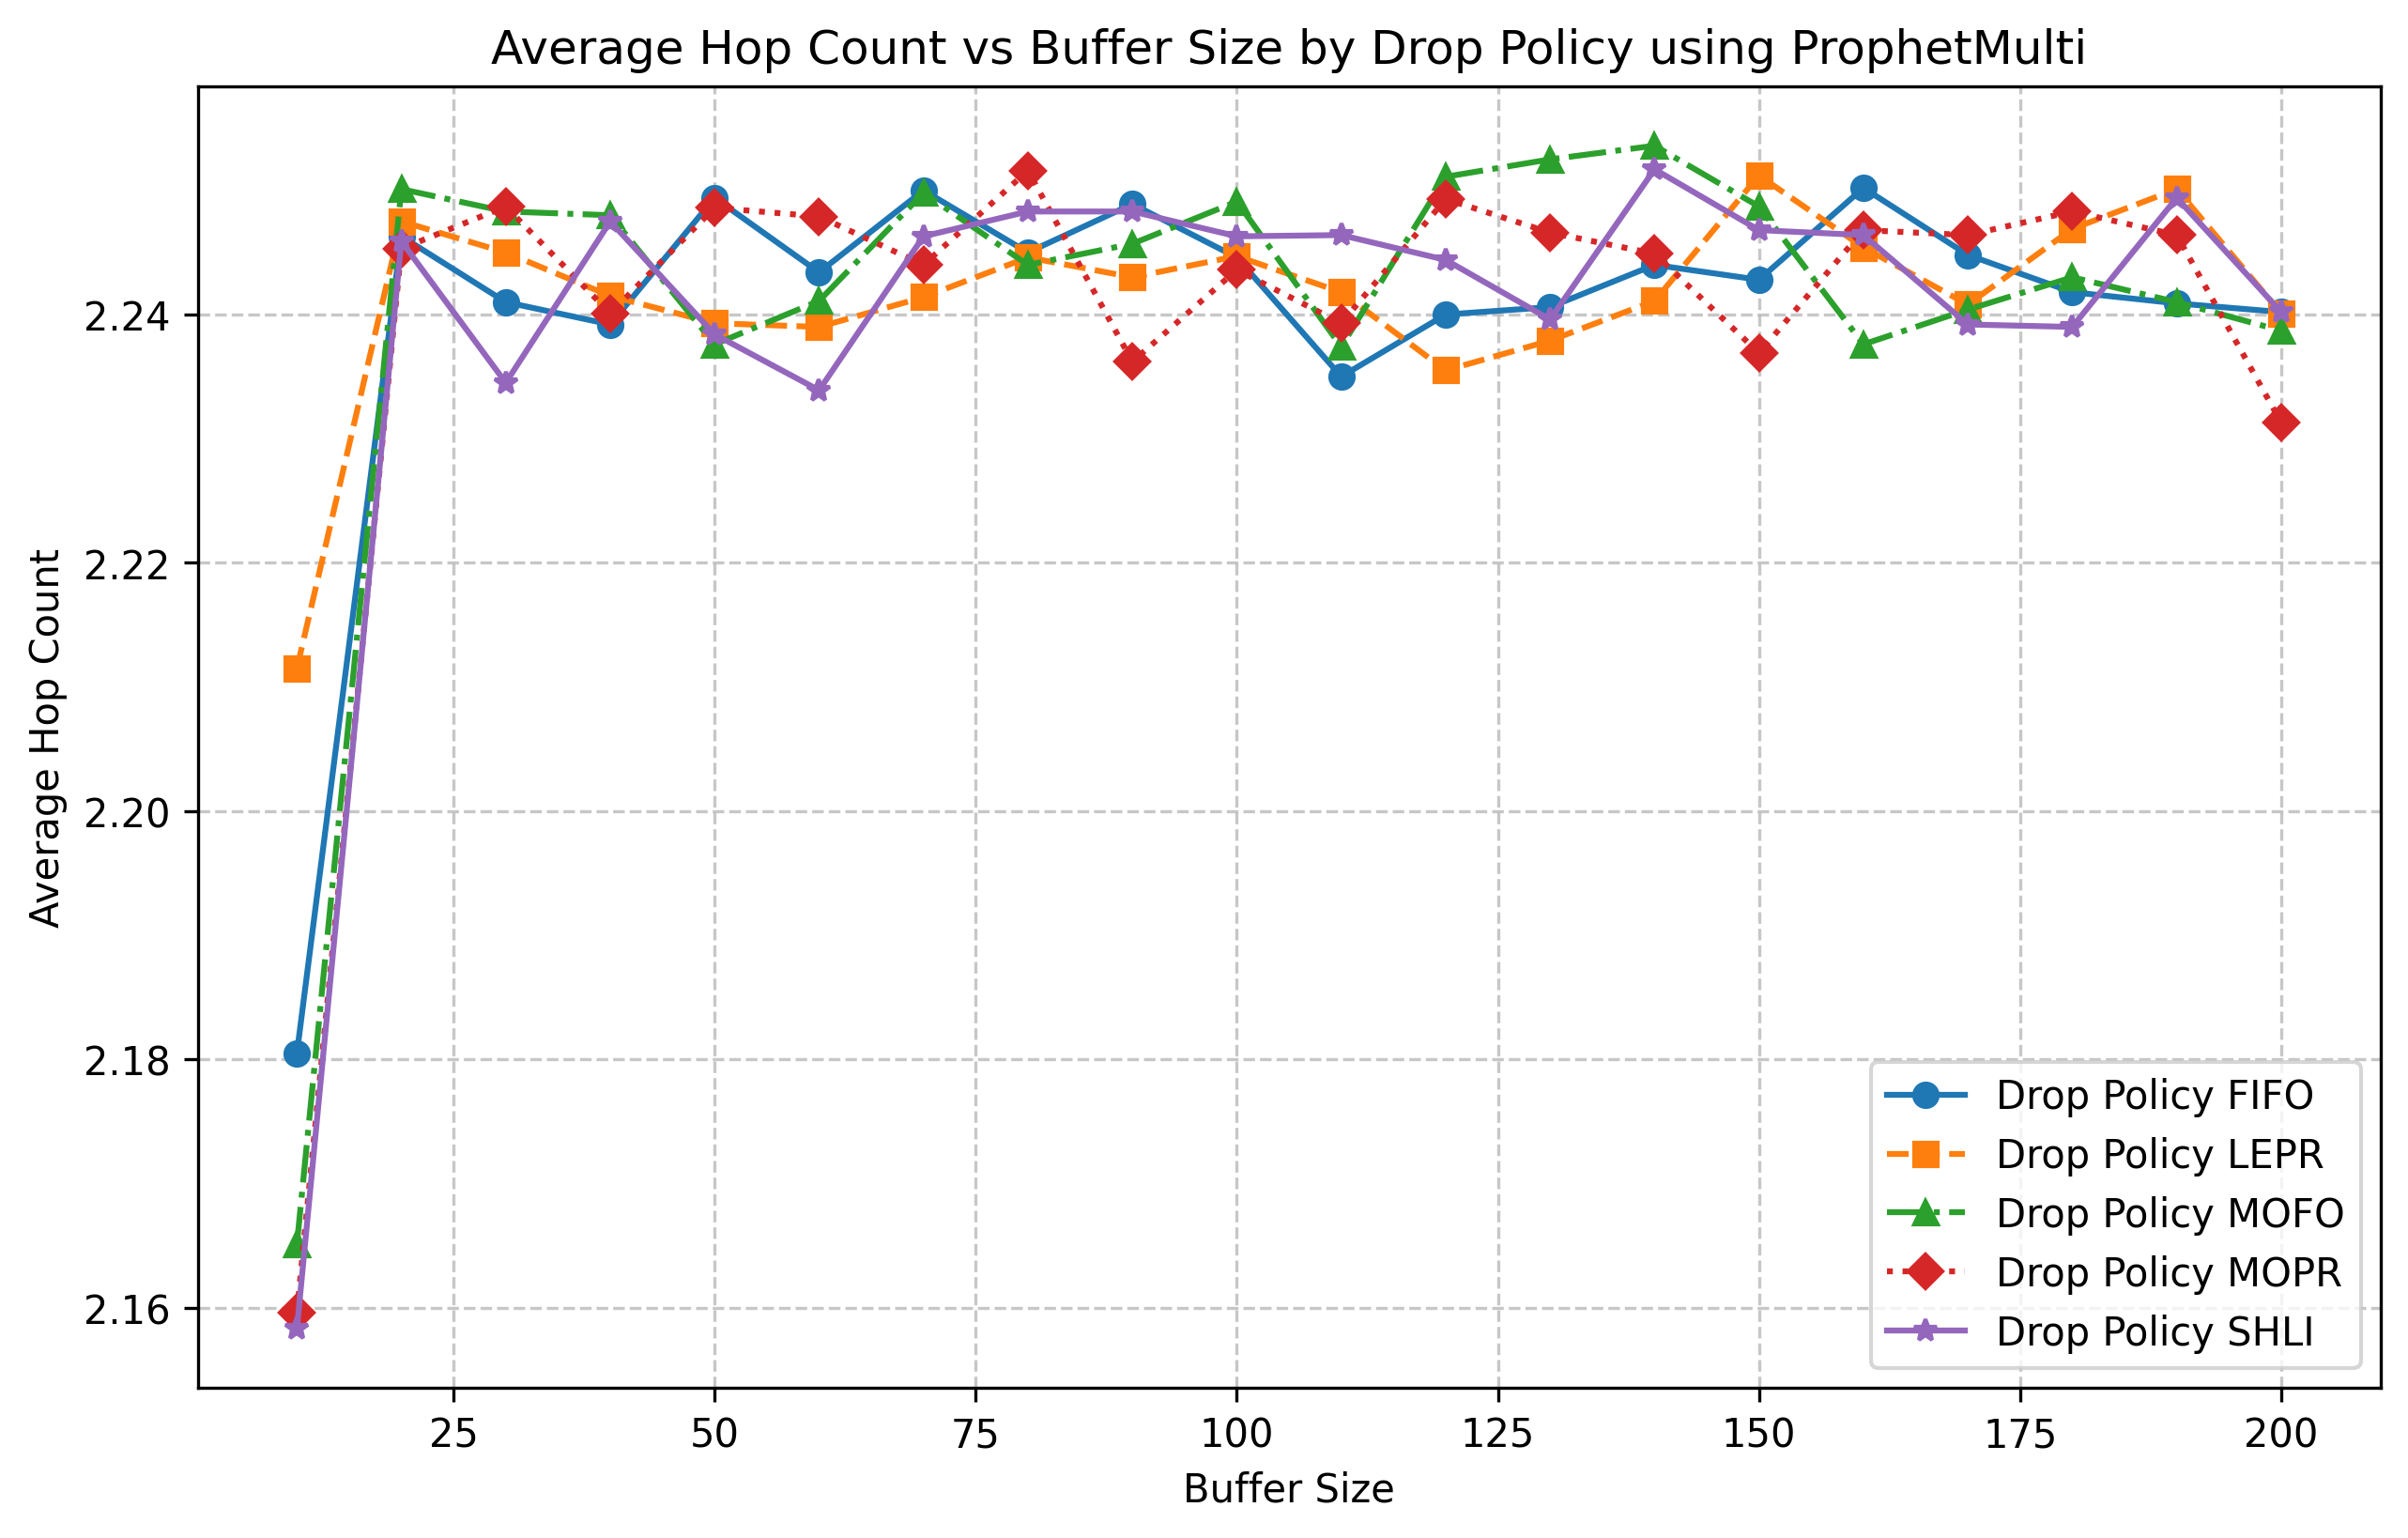 Average Hop Count vs Buffer Size by Drop Policy using ProphetMulti
Average Hop Count
2.24
2.22
2.20
2.18
2.16
25 50 75 100 125 150 175 200
Buffer Size
Drop Policy FIFO
Drop Policy LEPR
Drop Policy MOFO
Drop Policy MOPR
Drop Policy SHLI